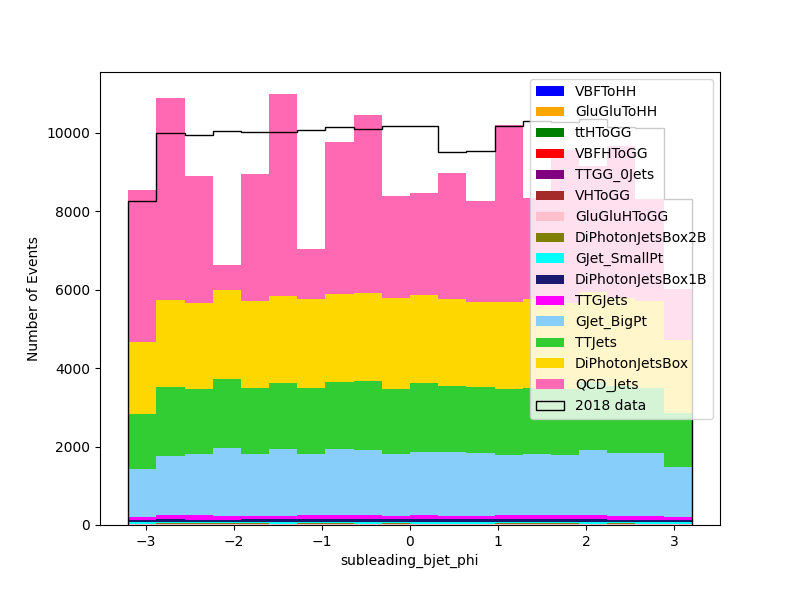 Number of Events
10000
8000
6000
4000
2000
0
−3
−2
−1
0
1
2
3
subleading_bjet_phi
VBFToHH
GluGluToHH
ttHToGG
VBFHToGG
TTGG_0Jets
VHToGG
GluGluHToGG
DiPhotonJetsBox2B
GJet_SmallPt
DiPhotonJetsBox1B
TTGJets
GJet_BigPt
TTJets
DiPhotonJetsBox
QCD_Jets
2018 data